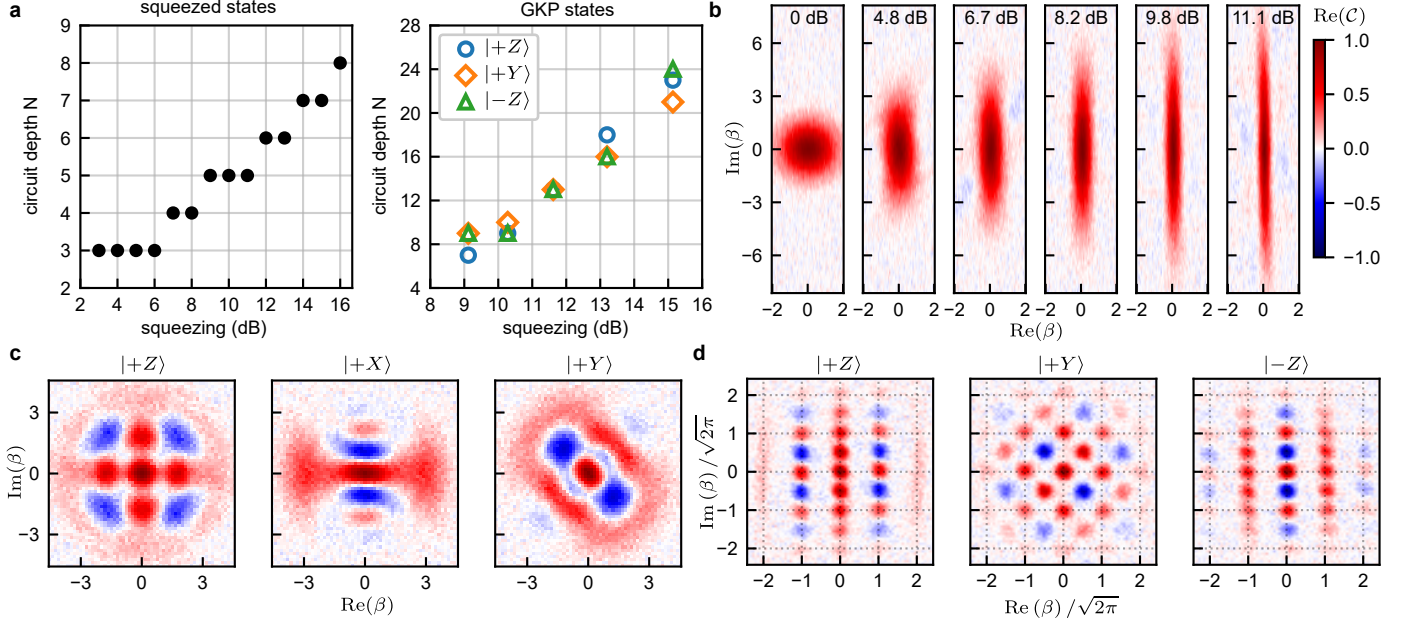 a
squeezed states
circuit depth N
9
8
7
6
5
4
3
2
2 4 6 8 10 12 14 16
squeezing (dB)
GKP states
circuit depth N
28
24
20
16
12
8
4
|+Z⟩
|+Y⟩
|−Z⟩
8 9 10 11 12 13 14 15 16
squeezing (dB)
b
0 dB 4.8 dB 6.7 dB 8.2 dB 9.8 dB 11.1 dB
Im(β)
6
3
0
−3
−6
−2 0 2 −2 0 2 −2 0 2 −2 0 2 −2 0 2 −2 0 2
Re(β)
Re(𝒞)
1.0
0.5
0.0
−0.5
−1.0
c
|+Z⟩ |+X⟩ |+Y⟩
Im(β)
3
0
−3
−3 0 3 −3 0 3 −3 0 3
Re(β)
d
|+Z⟩ |+Y⟩ |−Z⟩
Im (β) /√2π
2
1
0
−1
−2
−2 −1 0 1 2 −2 −1 0 1 2 −2 −1 0 1 2
Re (β) /√2π